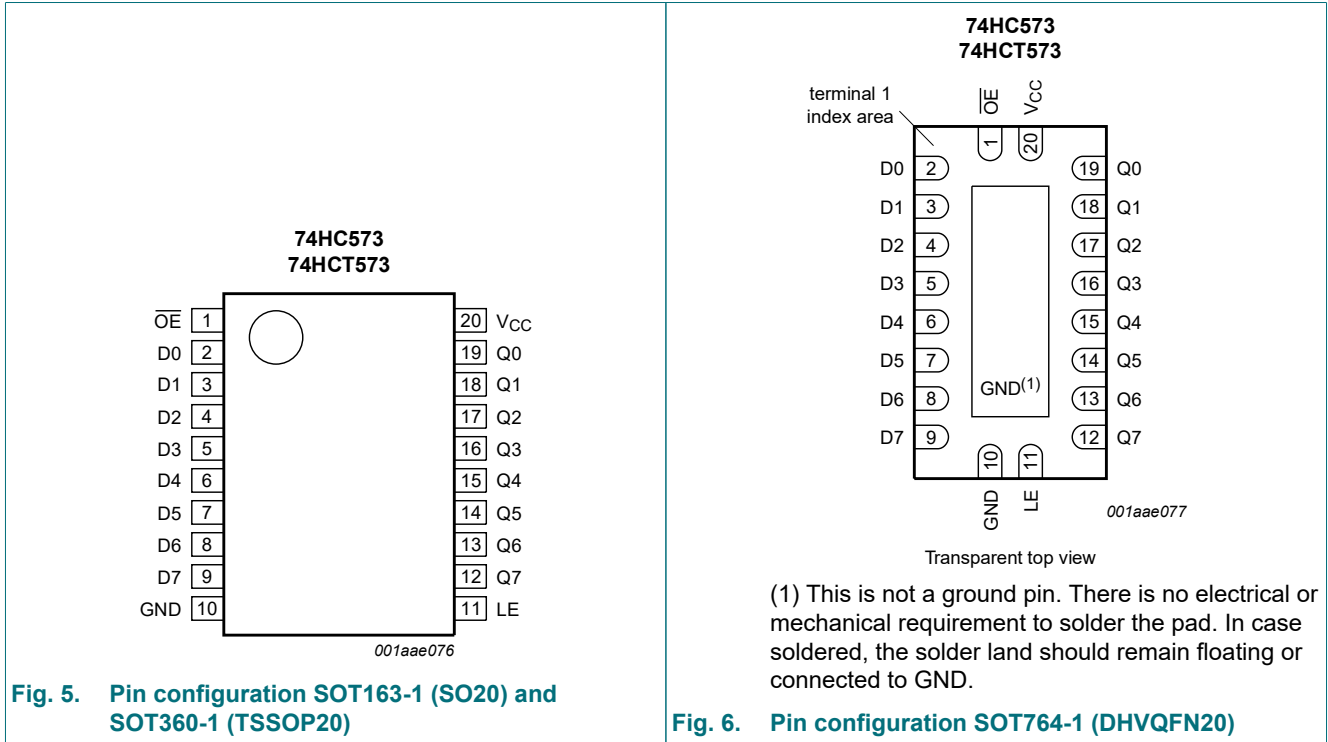 74HC573
74HCT573
OE 1
D0 2
D1 3
D2 4
D3 5
D4 6
D5 7
D6 8
D7 9
GND 10
20 VCC
19 Q0
18 Q1
17 Q2
16 Q3
15 Q4
14 Q5
13 Q6
12 Q7
11 LE
001aae076
Fig. 5. Pin configuration SOT163-1 (SO20) and
SOT360-1 (TSSOP20)
74HC573
74HCT573
terminal 1
index area
OE
VCC
1
20
D0 2
D1 3
D2 4
D3 5
D4 6
D5 7
D6 8
D7 9
19 Q0
18 Q1
17 Q2
16 Q3
15 Q4
14 Q5
13 Q6
12 Q7
GND(1)
10
11
GND
LE
001aae077
Transparent top view
(1) This is not a ground pin. There is no electrical or
mechanical requirement to solder the pad. In case
soldered, the solder land should remain floating or
connected to GND.
Fig. 6. Pin configuration SOT764-1 (DHVQFN20)